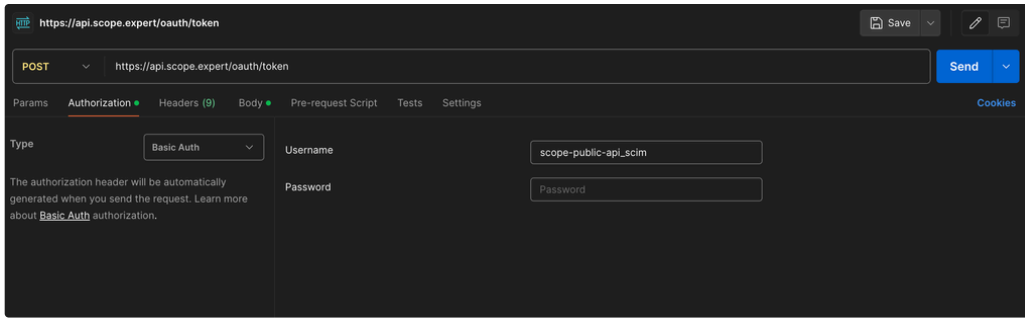 HTTP https://api.scope.expert/oauth/token Save
POST https://api.scope.expert/oauth/token Send
Params Authorization Headers (9) Body Pre-request Script Tests Settings Cookies
Type Basic Auth
Username scope-public-api_scim
Password Password
The authorization header will be automatically
generated when you send the request. Learn more
about Basic Auth authorization.